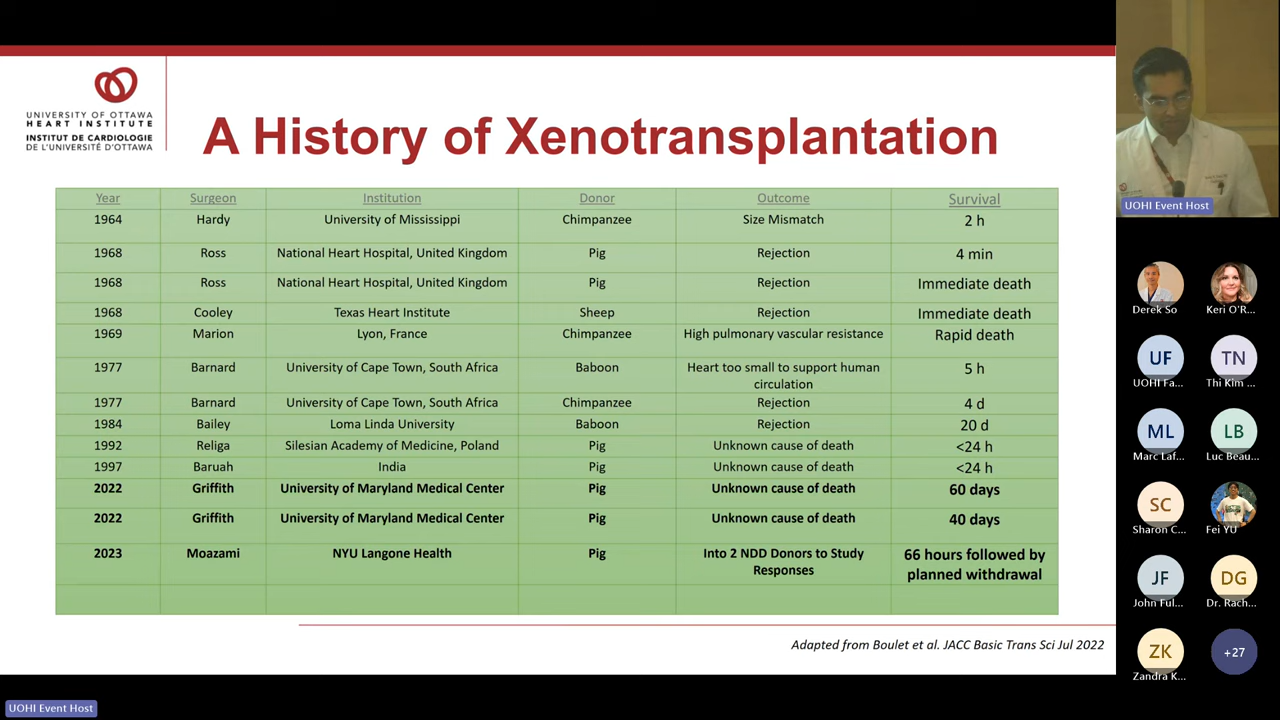 UNIVERSITY OF OTTAWA
HEART INSTITUTE
INSTITUT DE CARDIOLOGIE
DE L'UNIVERSITÉ D'OTTAWA
A History of Xenotransplantation
Year Surgeon Institution Donor Outcome Survival
1964 Hardy University of Mississippi Chimpanzee Size Mismatch 2 h
1968 Ross National Heart Hospital, United Kingdom Pig Rejection 4 min
1968 Ross National Heart Hospital, United Kingdom Pig Rejection Immediate death
1968 Cooley Texas Heart Institute Sheep Rejection Immediate death
1969 Marion Lyon, France Chimpanzee High pulmonary vascular resistance Rapid death
1977 Barnard University of Cape Town, South Africa Baboon Heart too small to support human
circulation 5 h
1977 Barnard University of Cape Town, South Africa Chimpanzee Rejection 4 d
1984 Bailey Loma Linda University Baboon Rejection 20 d
1992 Religa Silesian Academy of Medicine, Poland Pig Unknown cause of death <24 h
1997 Baruah India Pig Unknown cause of death <24 h
2022 Griffith University of Maryland Medical Center Pig Unknown cause of death 60 days
2022 Griffith University of Maryland Medical Center Pig Unknown cause of death 40 days
2023 Moazami NYU Langone Health Pig Into 2 NDD Donors to Study
Responses 66 hours followed by
planned withdrawal
Adapted from Boulet et al. JACC Basic Trans Sci Jul 2022
UOHI Event Host
UOHI Event Host
Derek So
Keri O'R...
UF
UOHI Fa...
TN
Thi Kim ...
ML
Marc Laf...
LB
Luc Beau...
SC
Sharon C...
Fei YU
JF
John Ful...
DG
Dr. Rach...
ZK
Zandra K...
+27